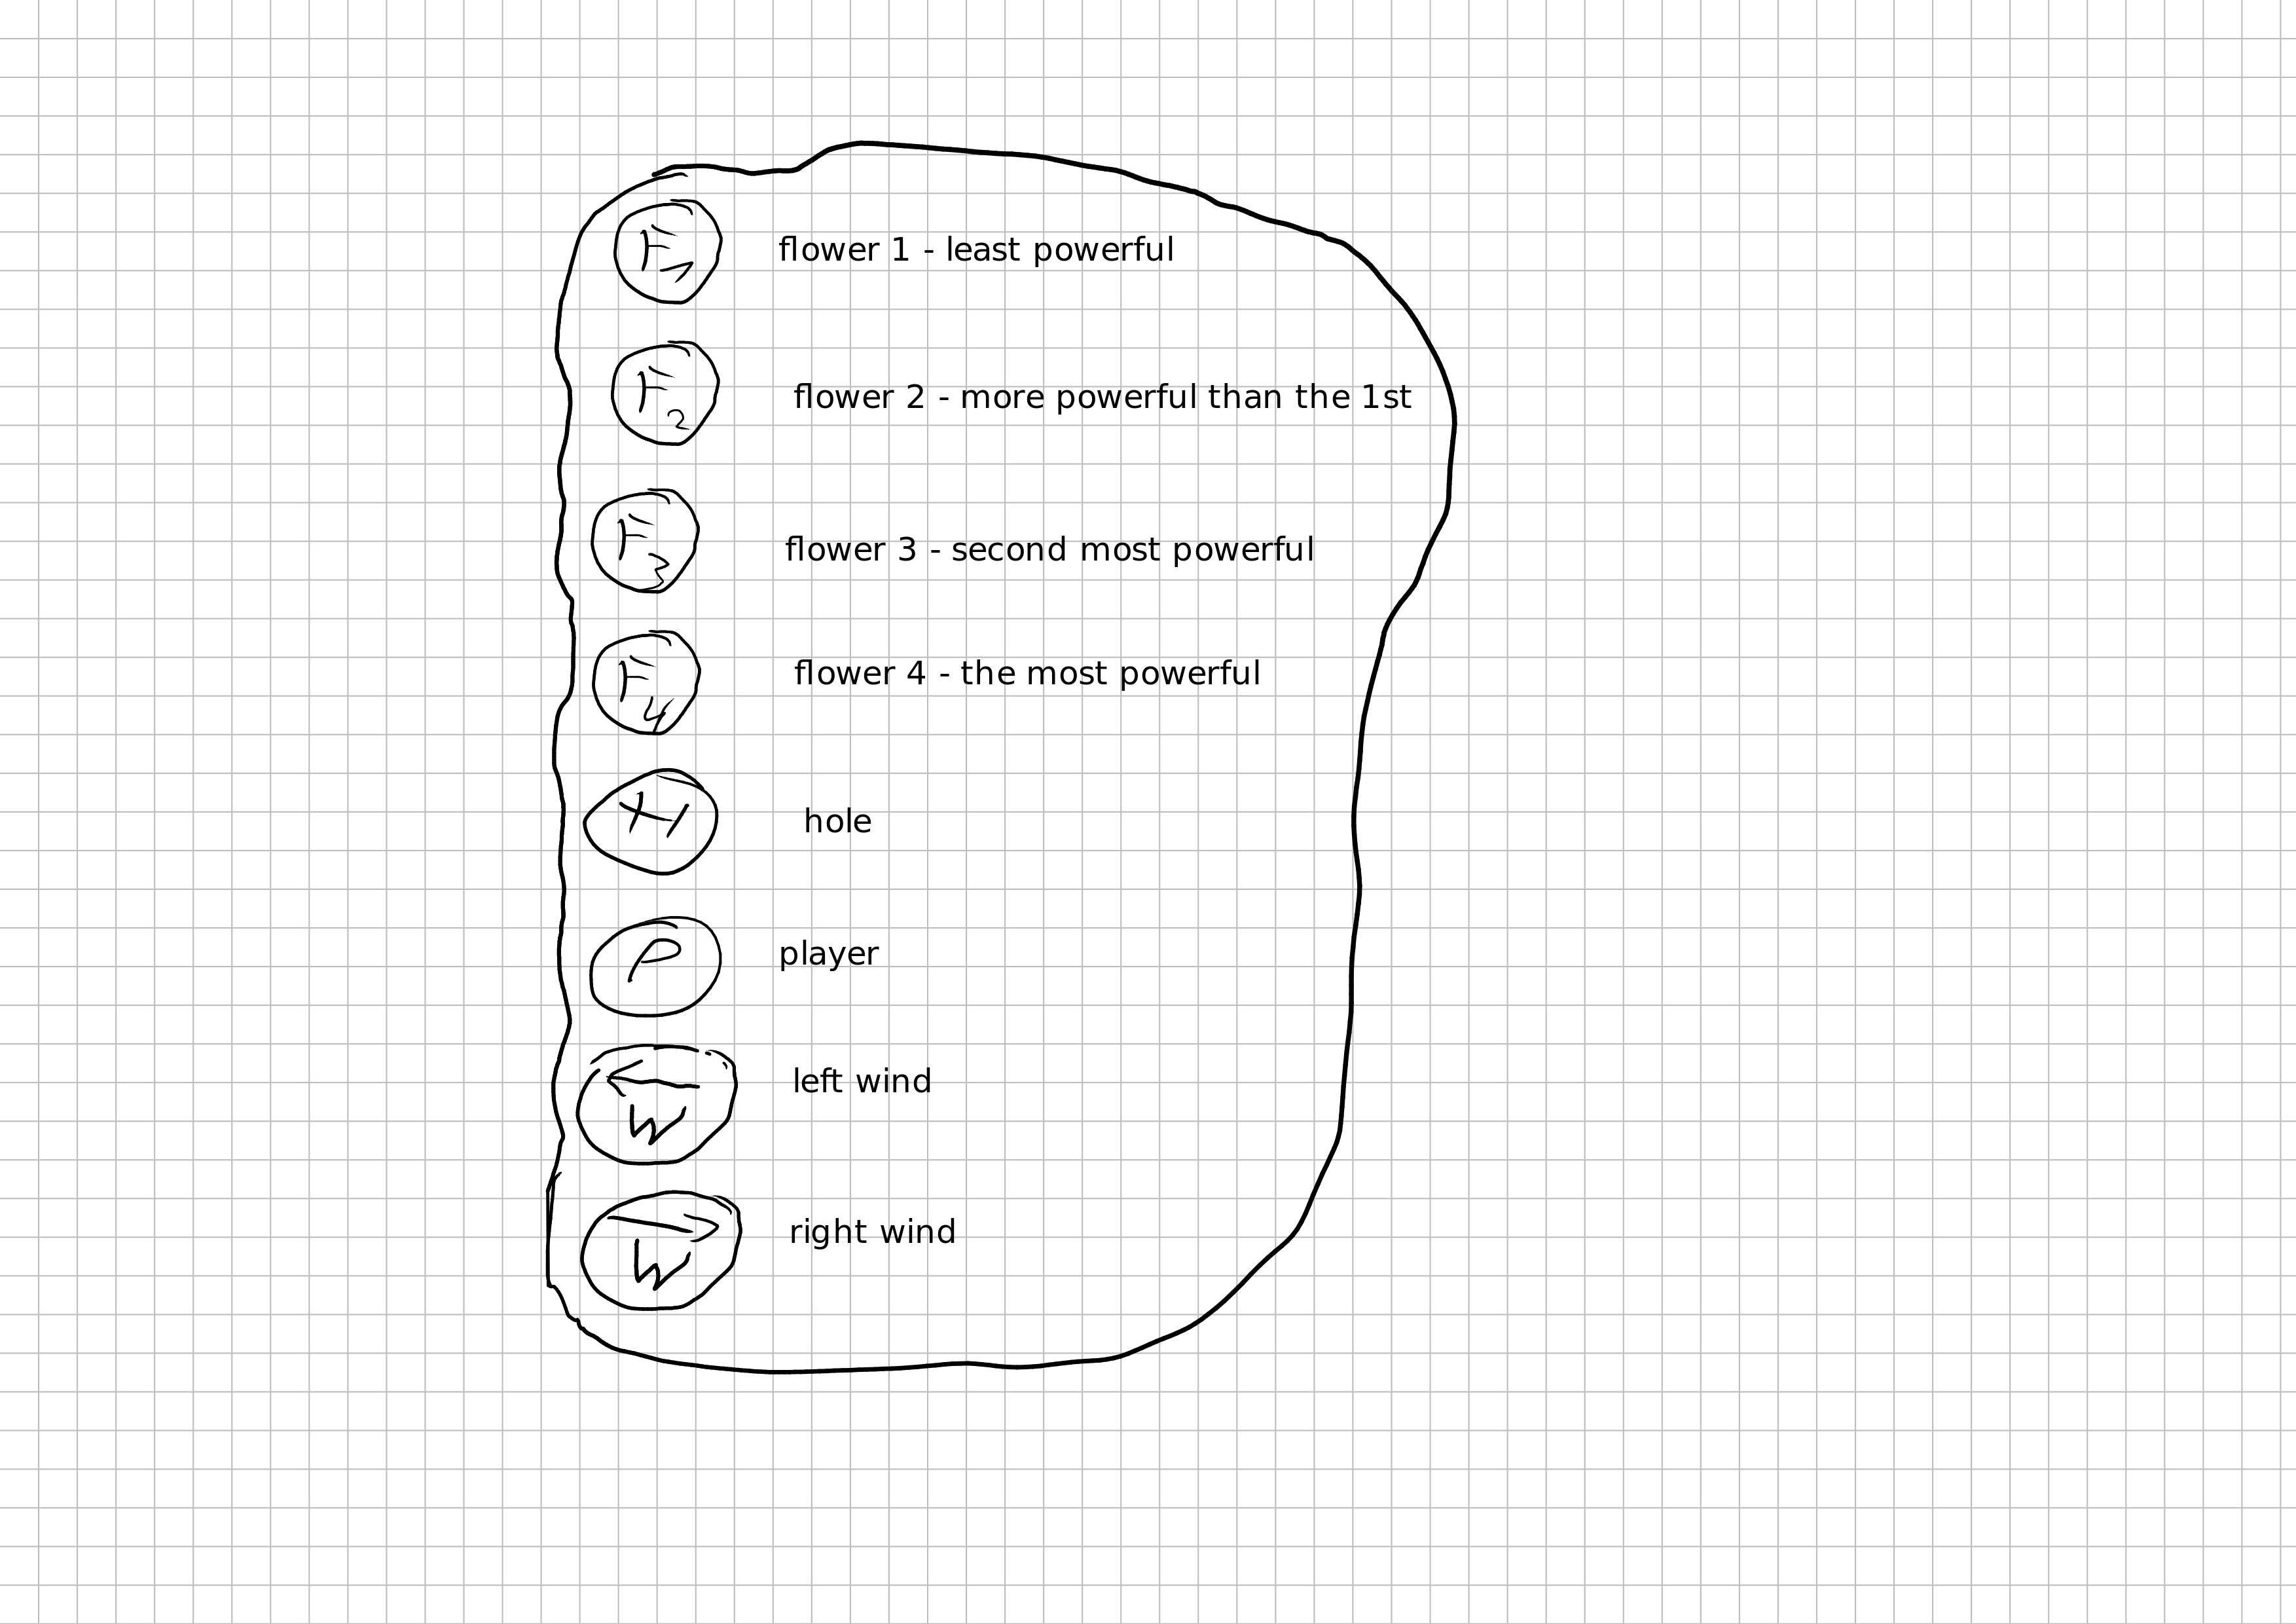 F1 flower 1 - least powerful
F2 flower 2 - more powerful than the 1st
F3 flower 3 - second most powerful
F4 flower 4 - the most powerful
H hole
P player
W left wind
W right wind